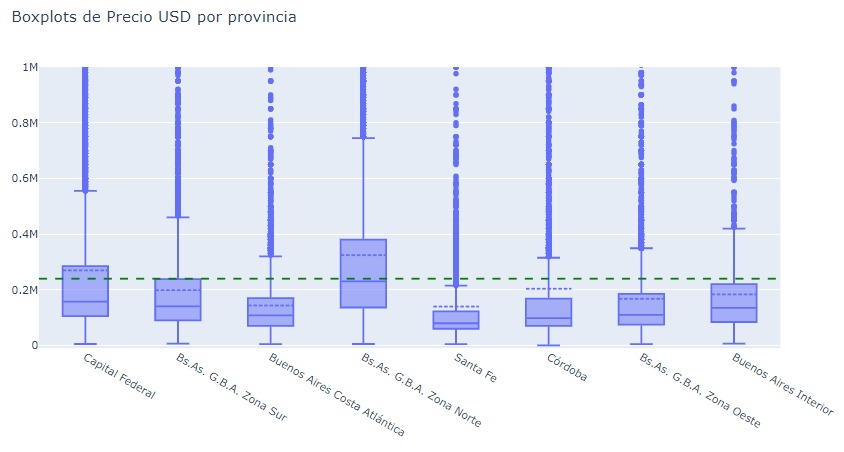 Boxplots de Precio USD por provincia
1M
0.8M
0.6M
0.4M
0.2M
0
Capital Federal
Bs.As. G.B.A. Zona Sur
Buenos Aires Costa Atlántica
Bs.As. G.B.A. Zona Norte
Santa Fe
Córdoba
Bs.As. G.B.A. Zona Oeste
Buenos Aires Interior